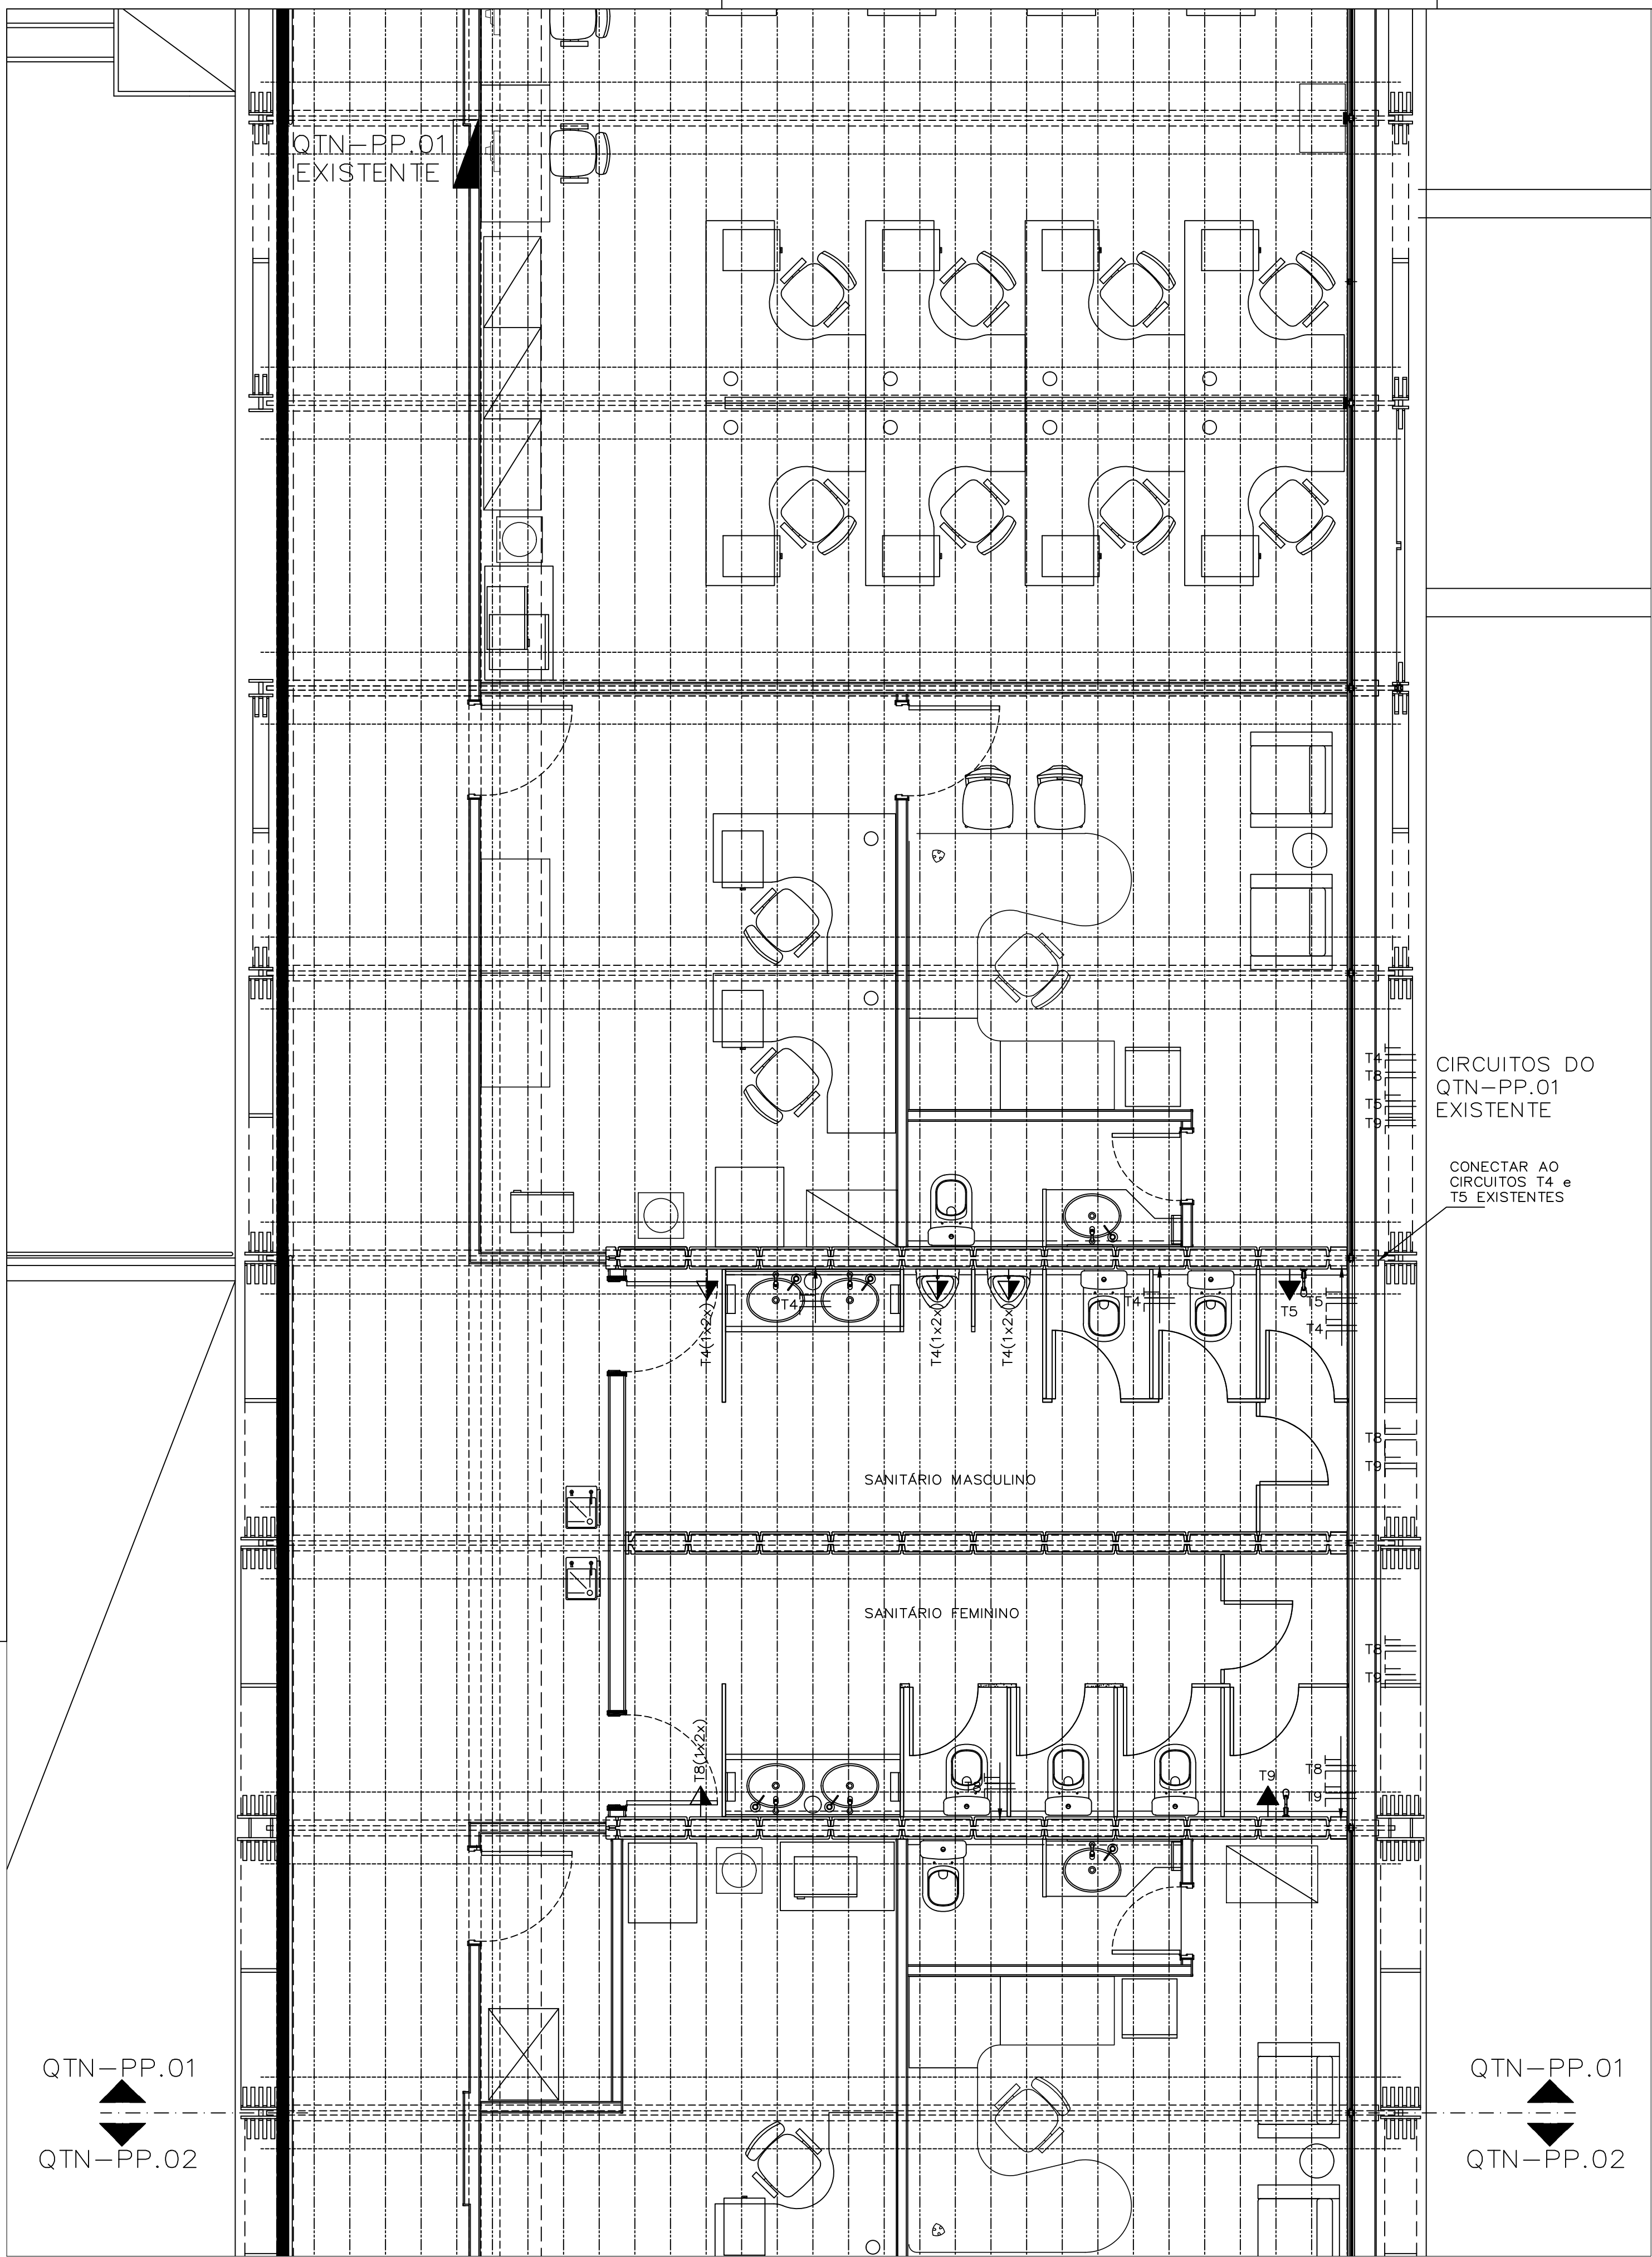 QTN-PP.01
EXISTENTE
T4
T8
T5
T9
CIRCUITOS DO
QTN-PP.01
EXISTENTE
CONECTAR AO
CIRCUITOS T4 e
T5 EXISTENTES
T4(1x2x)
T4
T4(1x2x)
T4(1x2x)
T4
T5
T5
T4
T8
T9
SANITÁRIO MASCULINO
SANITÁRIO FEMININO
T8
T9
T8(1x2x)
T8
T9
T8
T9
QTN-PP.01
QTN-PP.02
QTN-PP.01
QTN-PP.02